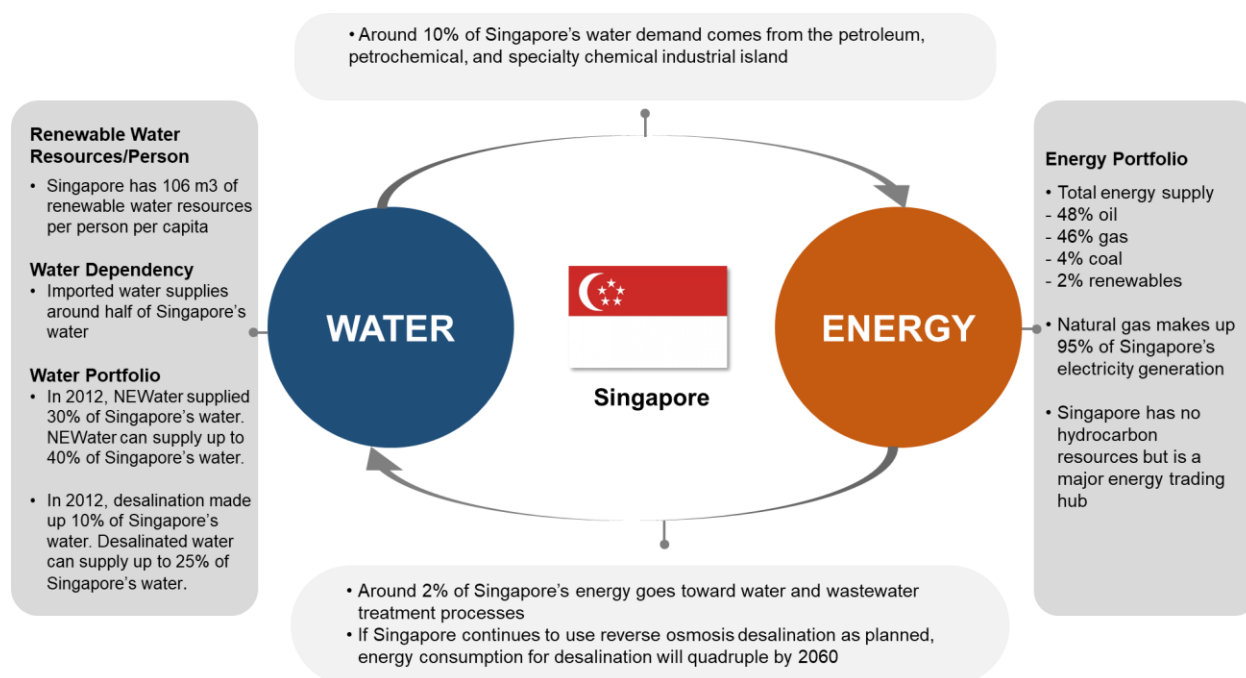 • Around 10% of Singapore's water demand comes from the petroleum,
petrochemical, and specialty chemical industrial island
Renewable Water
Resources/Person
• Singapore has 106 m3 of
renewable water resources
per person per capita
Water Dependency
• Imported water supplies
around half of Singapore's
water
Water Portfolio
• In 2012, NEWater supplied
30% of Singapore's water.
NEWater can supply up to
40% of Singapore's water.
• In 2012, desalination made
up 10% of Singapore's
water. Desalinated water
can supply up to 25% of
Singapore's water.
WATER
Singapore
ENERGY
Energy Portfolio
• Total energy supply
- 48% oil
- 46% gas
- 4% coal
- 2% renewables
• Natural gas makes up
95% of Singapore's
electricity generation
• Singapore has no
hydrocarbon
resources but is a
major energy trading
hub
• Around 2% of Singapore's energy goes toward water and wastewater
treatment processes
• If Singapore continues to use reverse osmosis desalination as planned,
energy consumption for desalination will quadruple by 2060